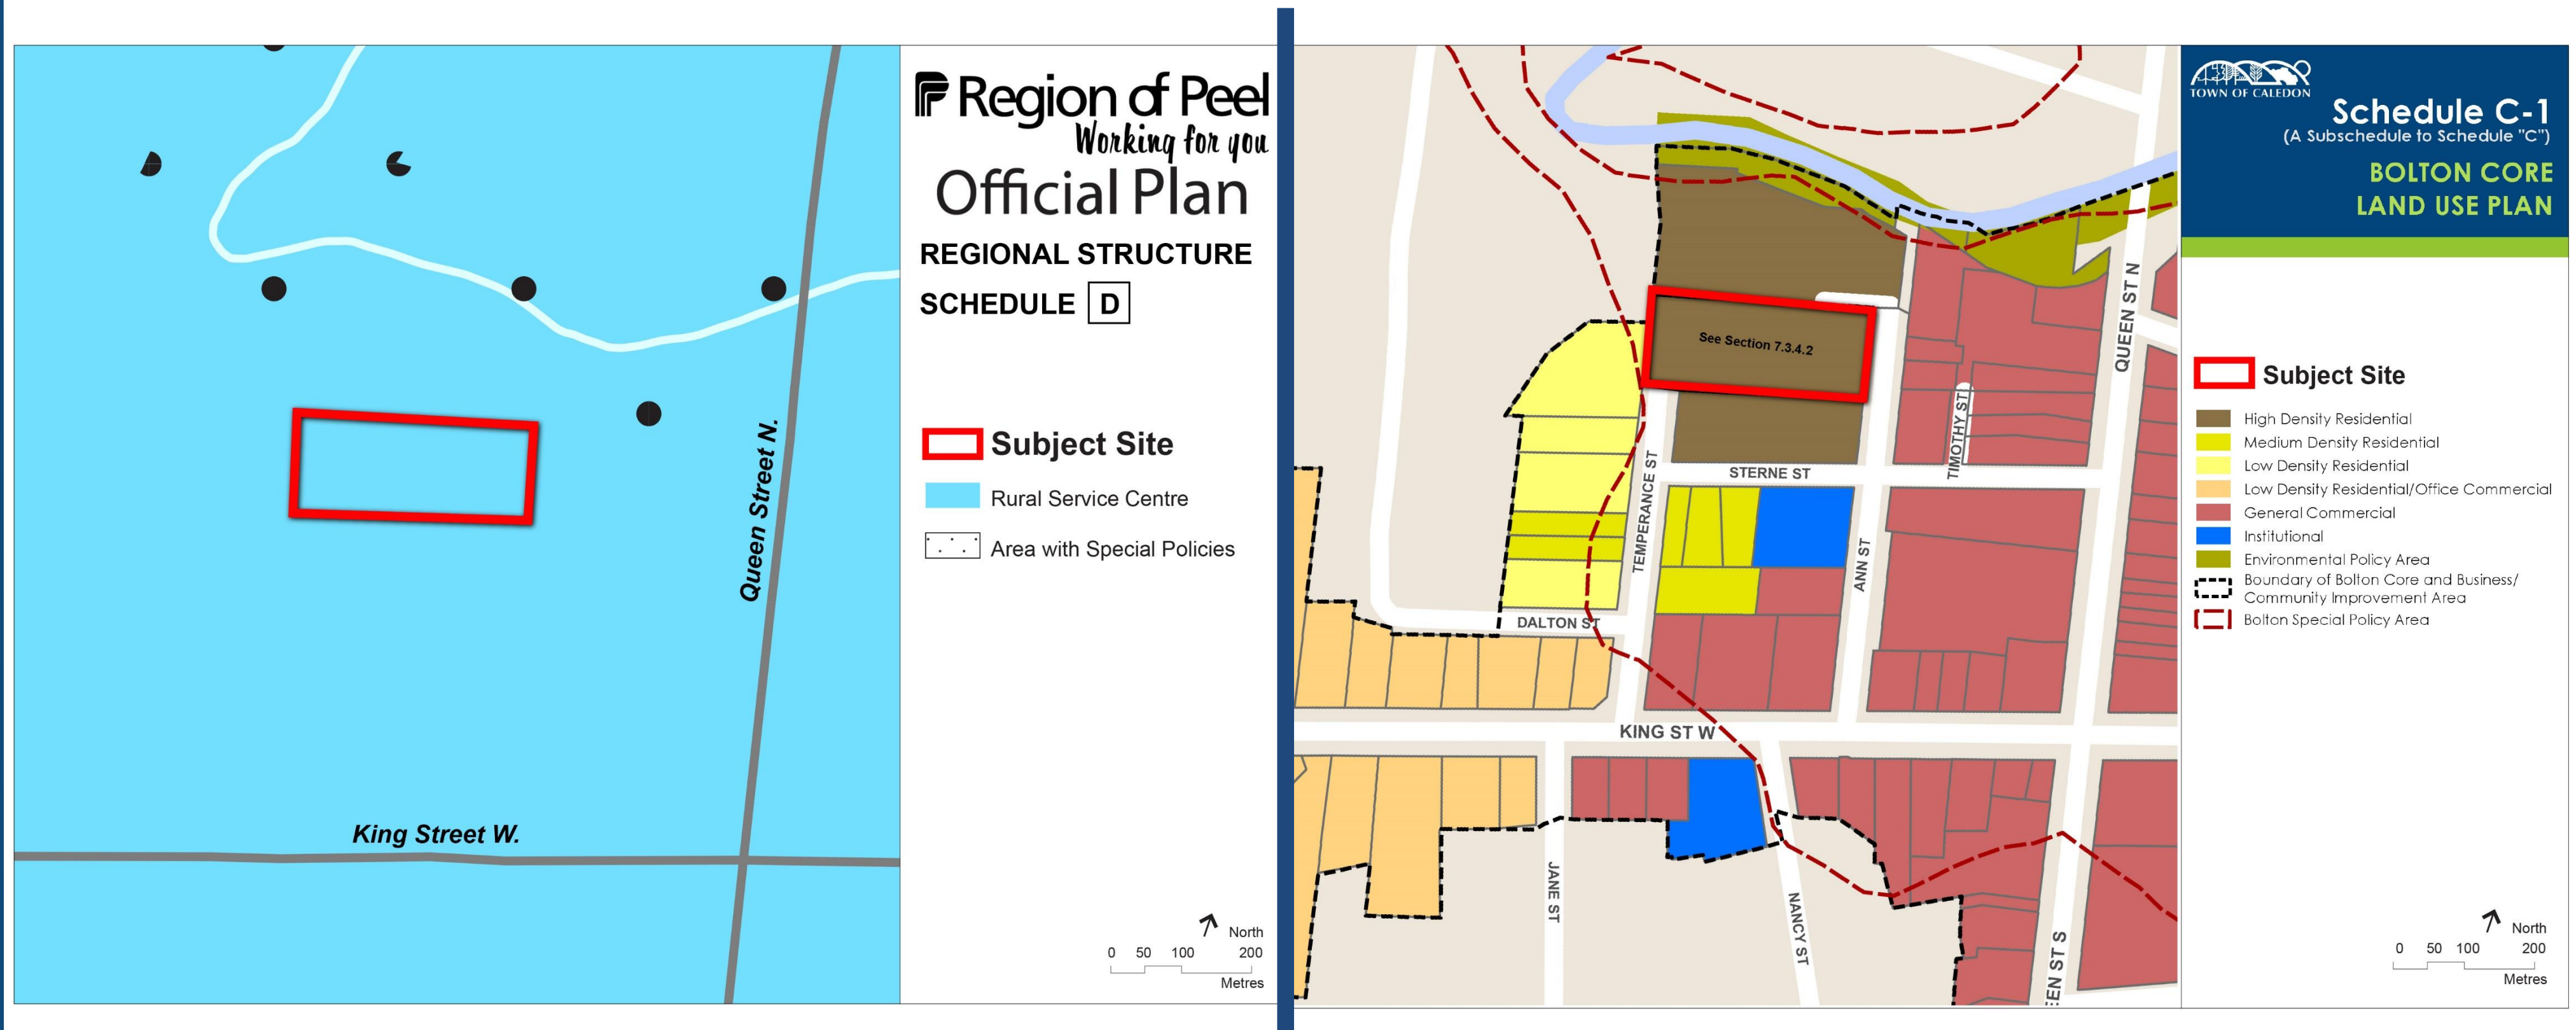 Region of Peel
Working for you
Official Plan
REGIONAL STRUCTURE
SCHEDULE D
Subject Site
Rural Service Centre
Area with Special Policies
Queen Street N.
King Street W.
North
0 50 100 200
Metres
TOWN OF CALEDON
Schedule C-1
(A Subschedule to Schedule "C")
BOLTON CORE
LAND USE PLAN
Subject Site
High Density Residential
Medium Density Residential
Low Density Residential
Low Density Residential/Office Commercial
General Commercial
Institutional
Environmental Policy Area
Boundary of Bolton Core and Business/
Community Improvement Area
Bolton Special Policy Area
See Section 7.3.4.2
QUEEN ST N
TIMOTHY ST
STERNE ST
TEMPERANCE ST
ANN ST
DALTON ST
KING ST W
JANE ST
NANCY ST
EEN ST S
North
0 50 100 200
Metres